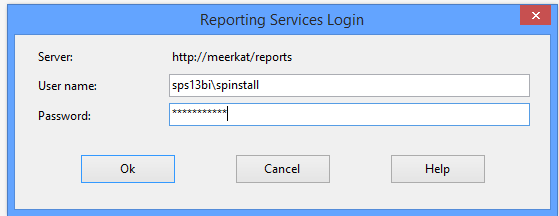 Reporting Services Login
Server: http://meerkat/reports
User name: sps13bi\spinstall
Password: ***********
Ok Cancel Help